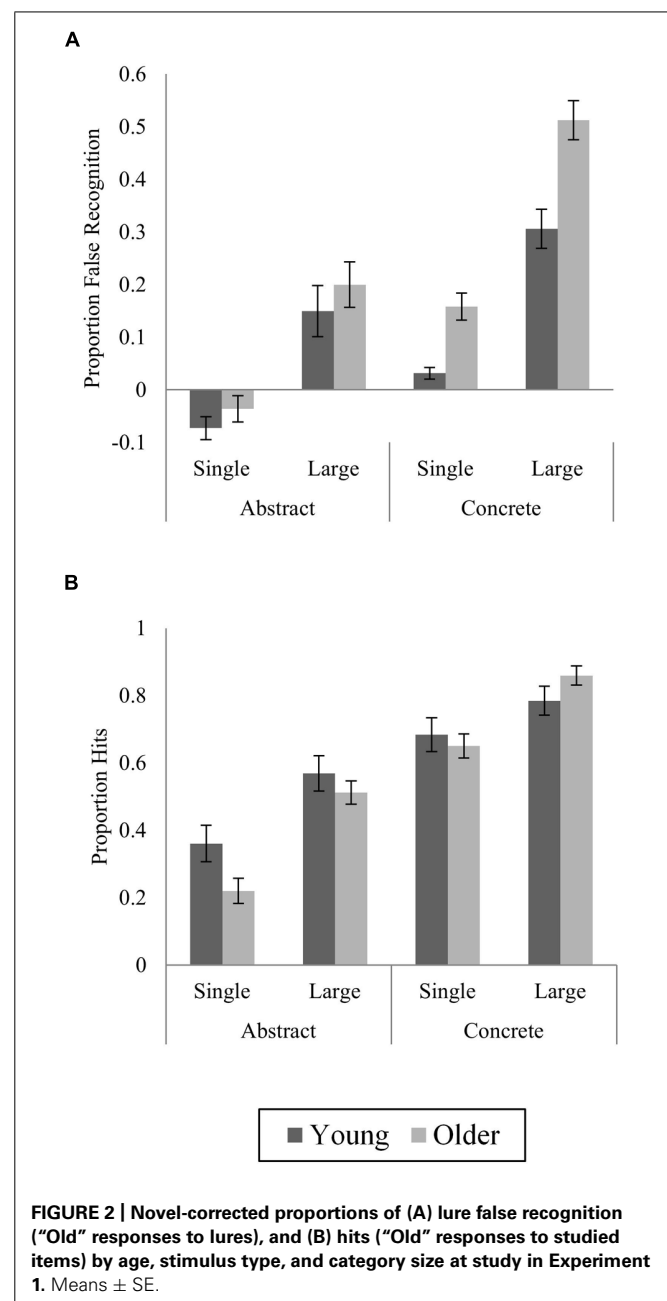 A
Proportion False Recognition
0.6
0.5
0.4
0.3
0.2
0.1
0
-0.1
Single Large Single Large
Abstract Concrete
B
Proportion Hits
1
0.8
0.6
0.4
0.2
0
Single Large Single Large
Abstract Concrete
Young Older
FIGURE 2 | Novel-corrected proportions of (A) lure false recognition
(“Old” responses to lures), and (B) hits (“Old” responses to studied
items) by age, stimulus type, and category size at study in Experiment
1. Means ± SE.